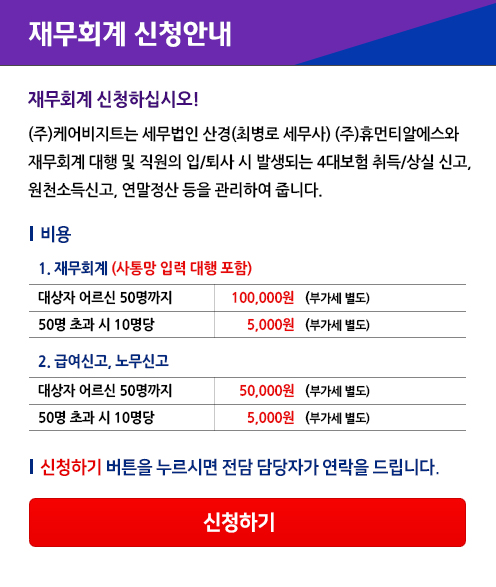 재무회계 신청안내
재무회계 신청하십시오!
(주)케어비지트는 세무법인 산경(최병로 세무사) (주)휴먼티알에스와
재무회계 대행 및 직원의 입/퇴사 시 발생되는 4대보험 취득/상실 신고,
원천소득신고, 연말정산 등을 관리하여 줍니다.
비용
1. 재무회계 (사통망 입력 대행 포함)
대상자 어르신 50명까지 100,000원 (부가세 별도)
50명 초과 시 10명당 5,000원 (부가세 별도)
2. 급여신고, 노무신고
대상자 어르신 50명까지 50,000원 (부가세 별도)
50명 초과 시 10명당 5,000원 (부가세 별도)
신청하기 버튼을 누르시면 전담 담당자가 연락을 드립니다.
신청하기